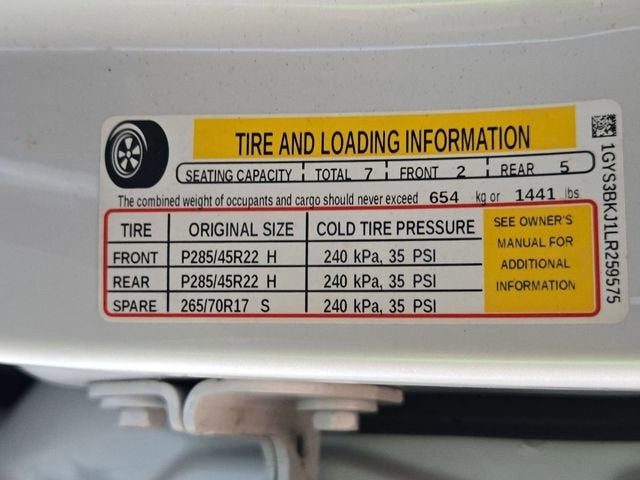 TIRE AND LOADING INFORMATION
SEATING CAPACITY TOTAL 7 FRONT 2 REAR 5
The combined weight of occupants and cargo should never exceed 654 kg or 1441 lbs
TIRE ORIGINAL SIZE COLD TIRE PRESSURE
FRONT P285/45R22 H 240 kPa, 35 PSI
REAR P285/45R22 H 240 kPa, 35 PSI
SPARE 265/70R17 S 240 kPa, 35 PSI
SEE OWNER'S
MANUAL FOR
ADDITIONAL
INFORMATION
1GYS3BKJ1LR259575